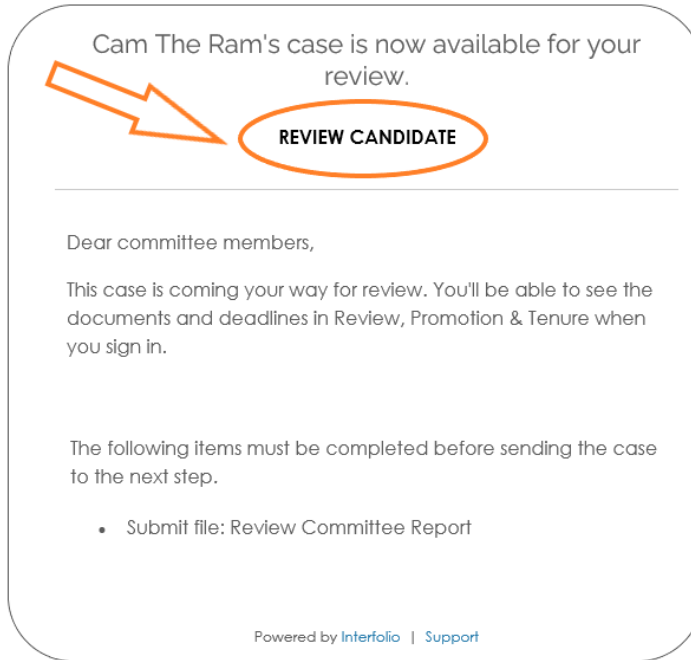 Cam The Ram's case is now available for your
review.
REVIEW CANDIDATE
Dear committee members,
This case is coming your way for review. You'll be able to see the
documents and deadlines in Review, Promotion & Tenure when
you sign in.
The following items must be completed before sending the case
to the next step.
• Submit file: Review Committee Report
Powered by Interfolio | Support